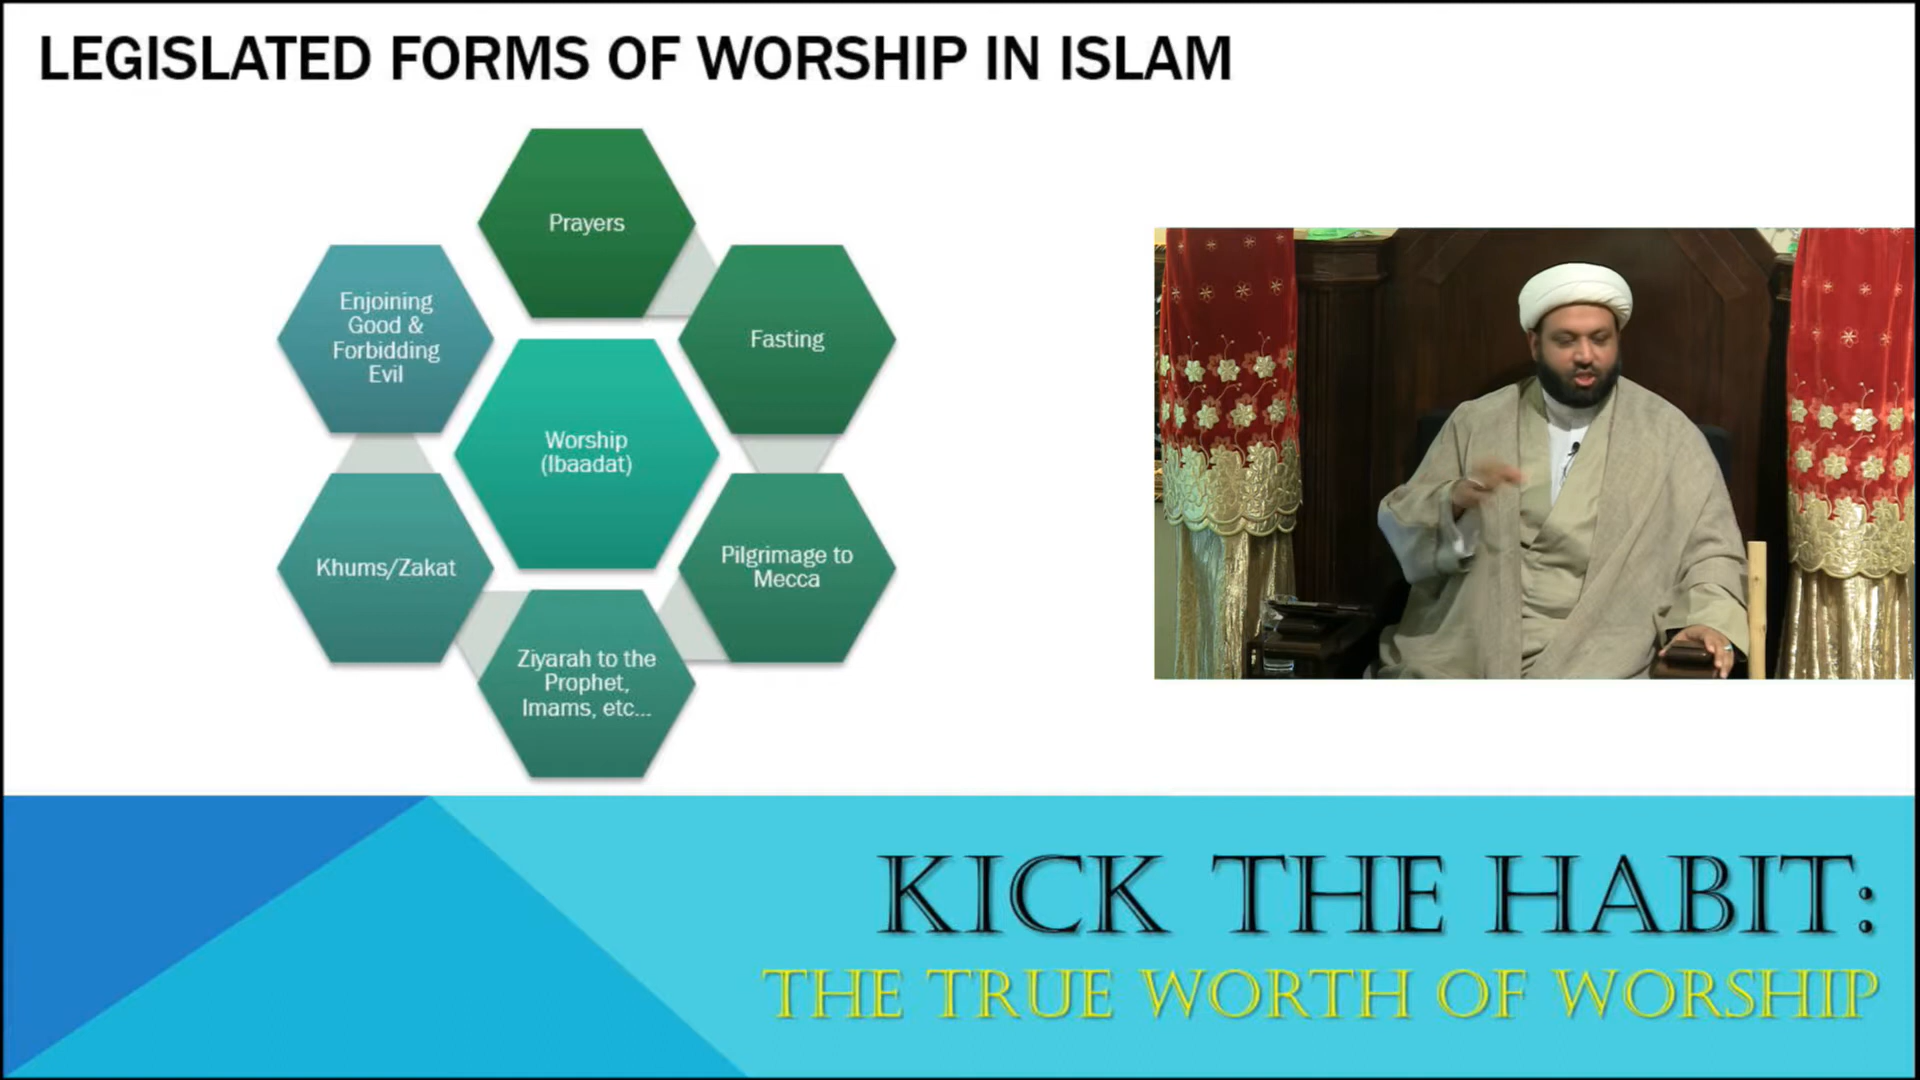 LEGISLATED FORMS OF WORSHIP IN ISLAM
Prayers
Fasting
Pilgrimage to
Mecca
Ziyarah to the
Prophet,
Imams, etc...
Khums/Zakat
Enjoining
Good &
Forbidding
Evil
Worship
(Ibaadat)
KICK THE HABIT:
THE TRUE WORTH OF WORSHIP